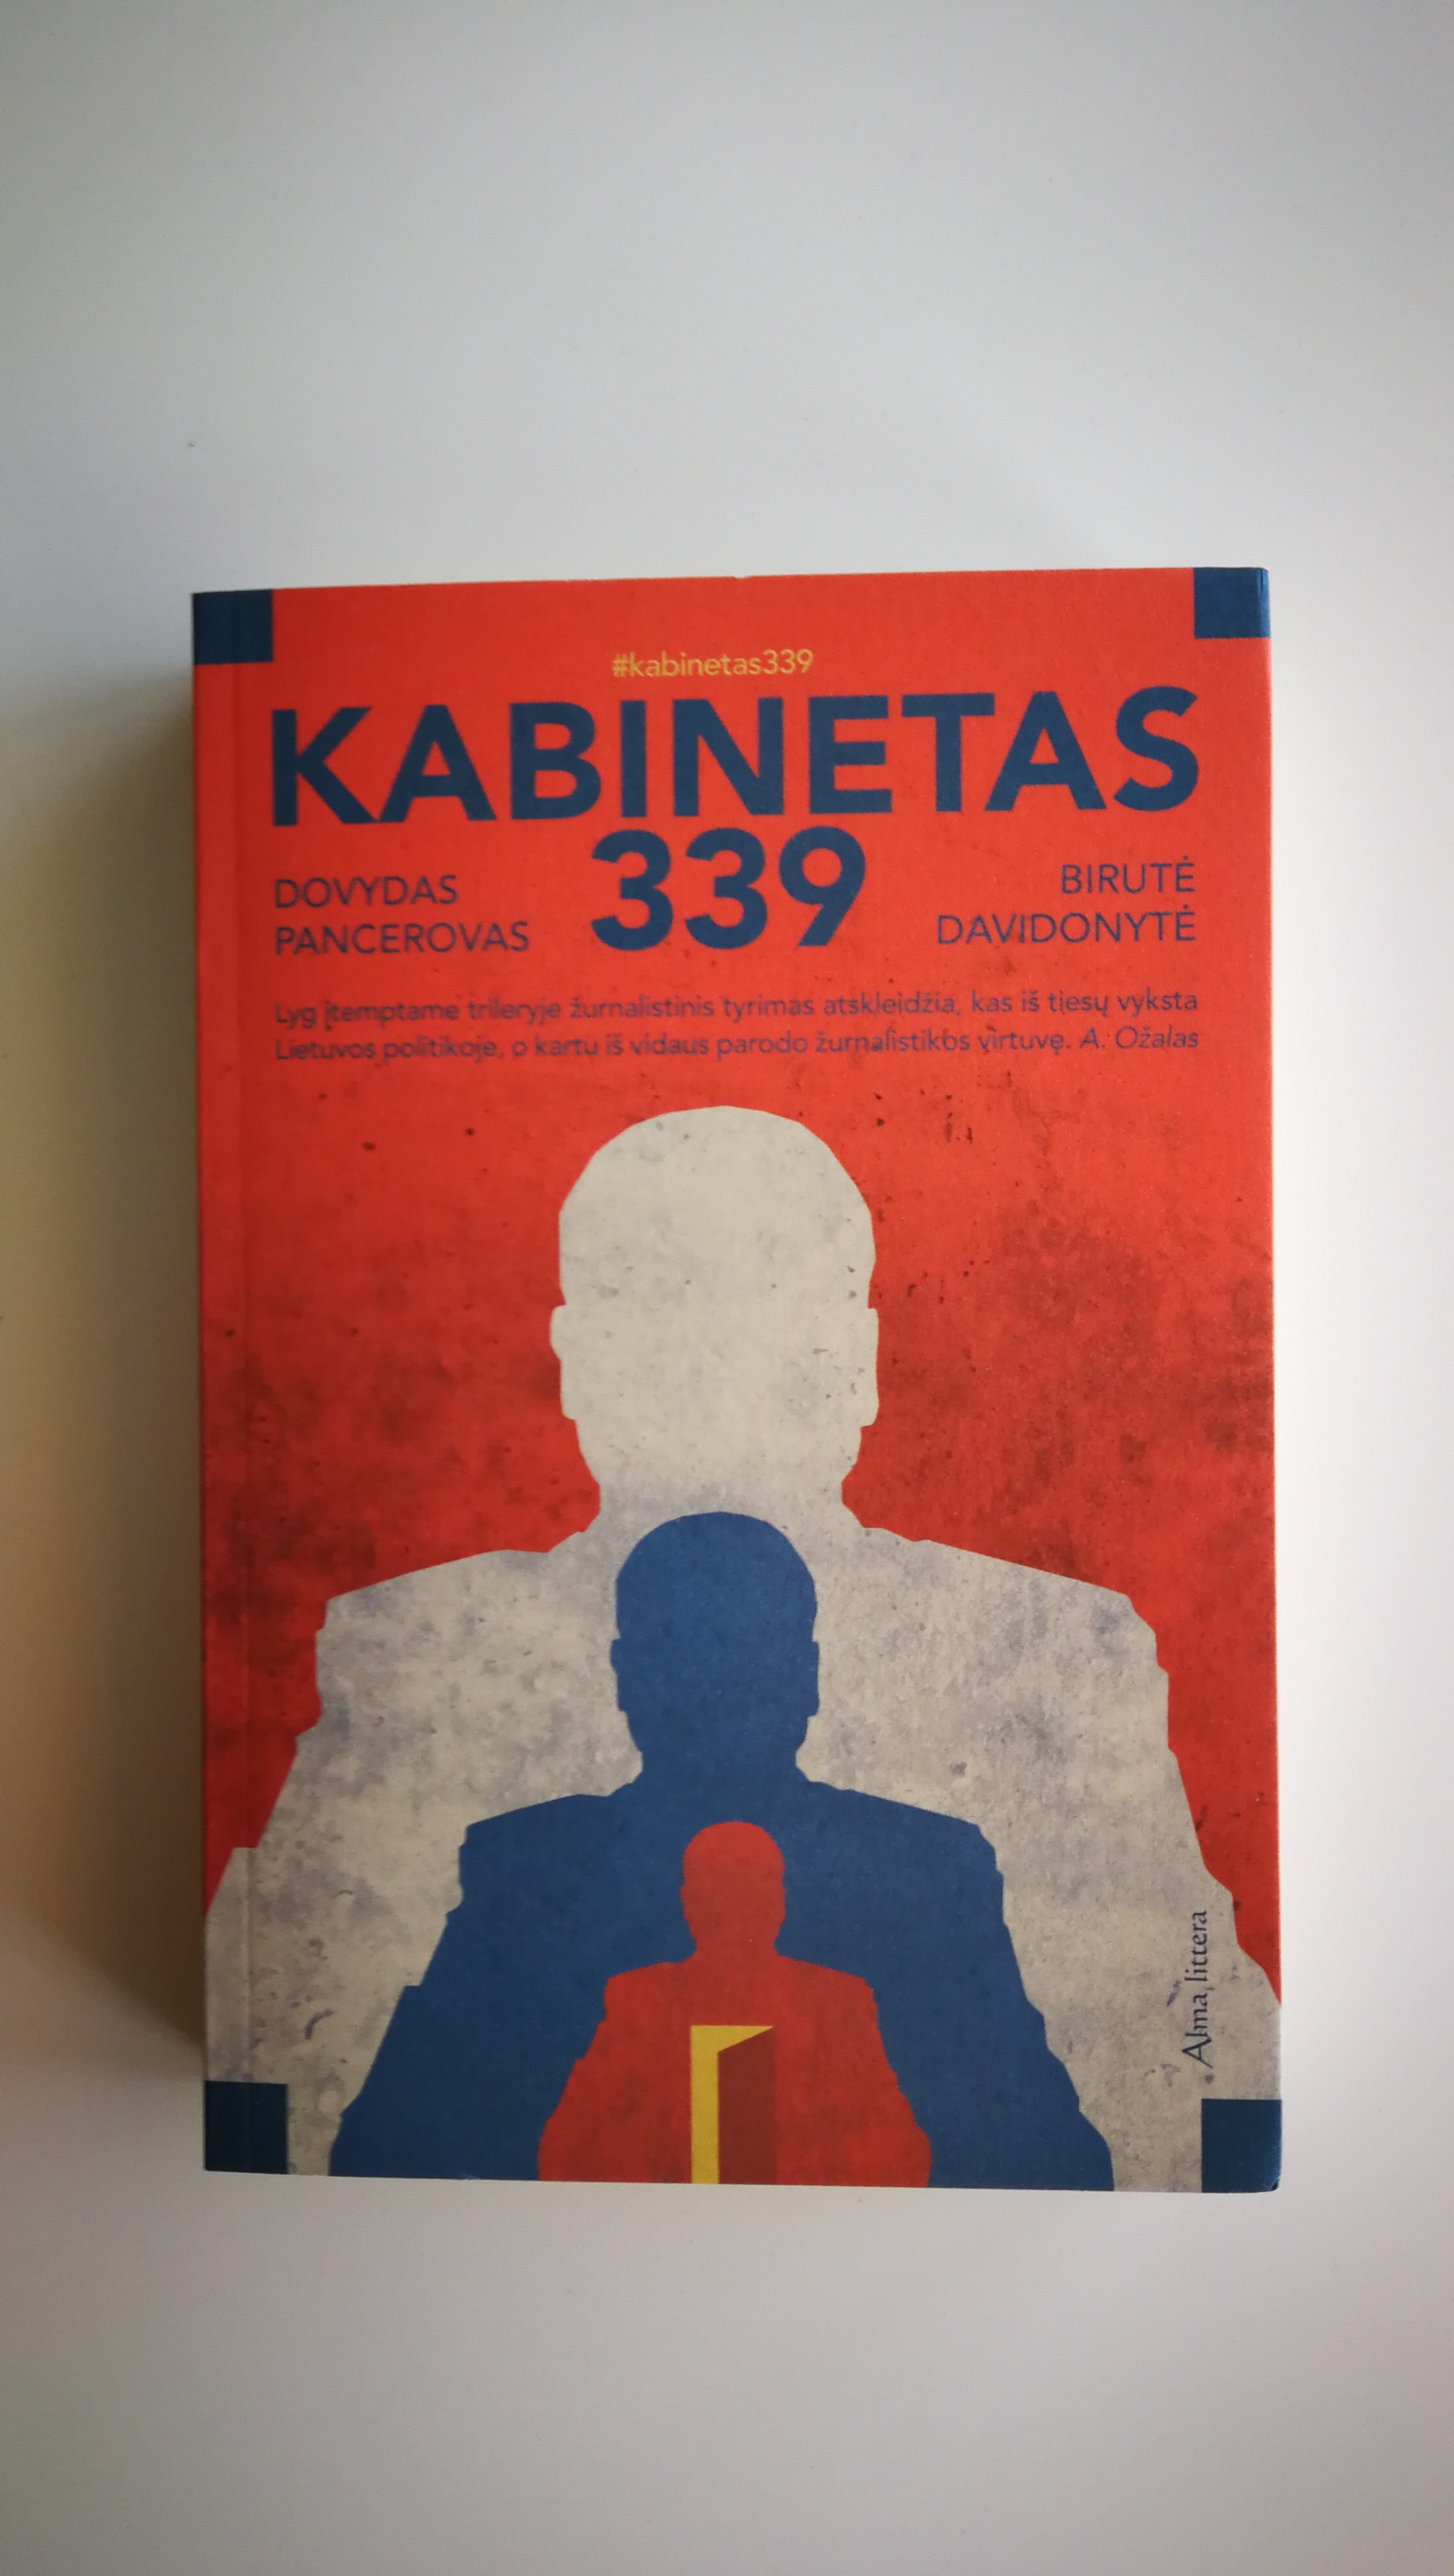 #kabinetas339
KABINETAS
339
DOVYDAS
PANCEROVAS
BIRUTĖ
DAVIDONYTĖ
Lyg įtemptame trileryje žurnalistinis tyrimas atskleidžia, kas iš tiesų vyksta
Lietuvos politikoje, o kartu iš vidaus parodo žurnalistikos virtuvę. A. Ožalas
Alma littera